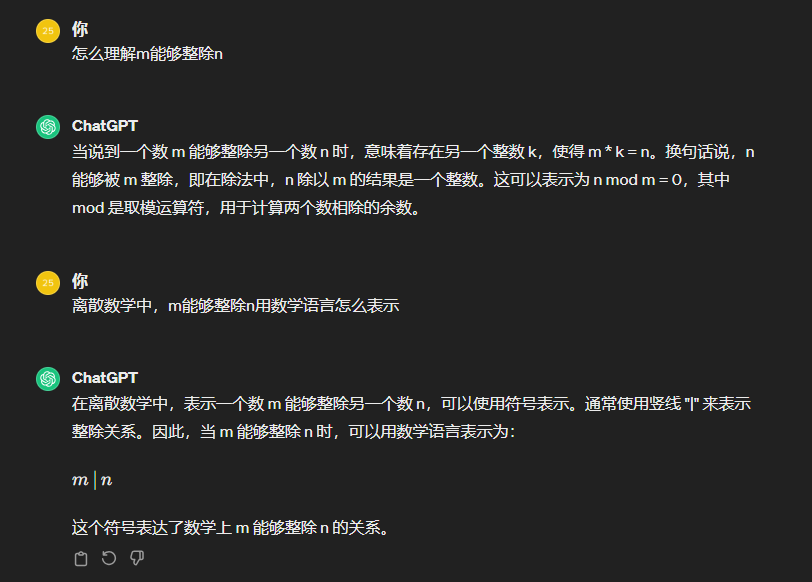 25 你
怎么理解m能够整除n
ChatGPT
当说到一个数 m 能够整除另一个数 n 时，意味着存在另一个整数 k，使得 m * k = n。换句话说，n
能够被 m 整除，即在除法中，n 除以 m 的结果是一个整数。这可以表示为 n mod m = 0，其中
mod 是取模运算符，用于计算两个数相除的余数。
25 你
离散数学中，m能够整除n用数学语言怎么表示
ChatGPT
在离散数学中，表示一个数 m 能够整除另一个数 n，可以使用符号表示。通常使用竖线 "|" 来表示
整除关系。因此，当 m 能够整除 n 时，可以用数学语言表示为：
m | n
这个符号表达了数学上 m 能够整除 n 的关系。